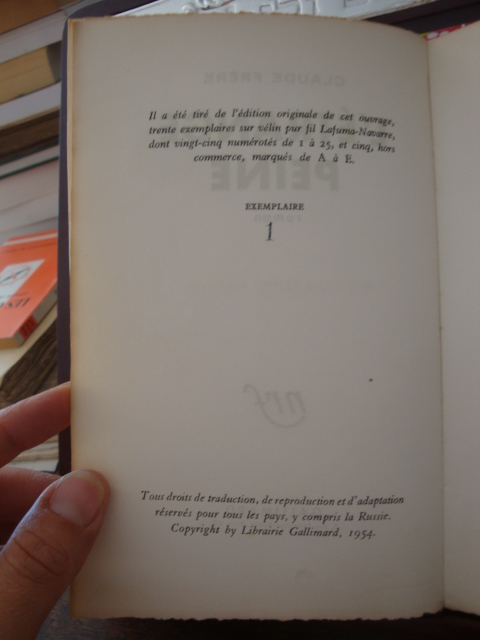 Il a été tiré de l'édition originale de cet ouvrage,
trente exemplaires sur vélin pur fil Lafuma-Navarre,
dont vingt-cinq numérotés de 1 à 25, et cinq, hors
commerce, marqués de A à E.
EXEMPLAIRE
1
Tous droits de traduction, de reproduction et d'adaptation
réservés pour tous les pays, y compris la Russie.
Copyright by Librairie Gallimard, 1954.